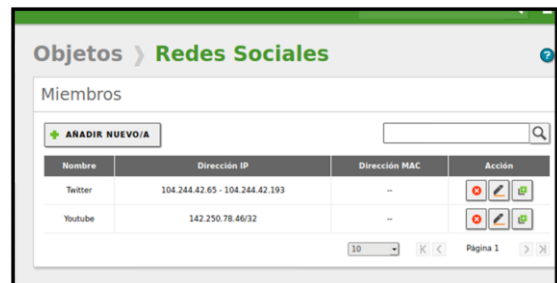 Objetos ❭ Redes Sociales
?
Miembros
AÑADIR NUEVO/A
Nombre Dirección IP Dirección MAC Acción
Twitter 104.244.42.65 - 104.244.42.193 --
Youtube 142.250.78.46/32 --
10 Página 1